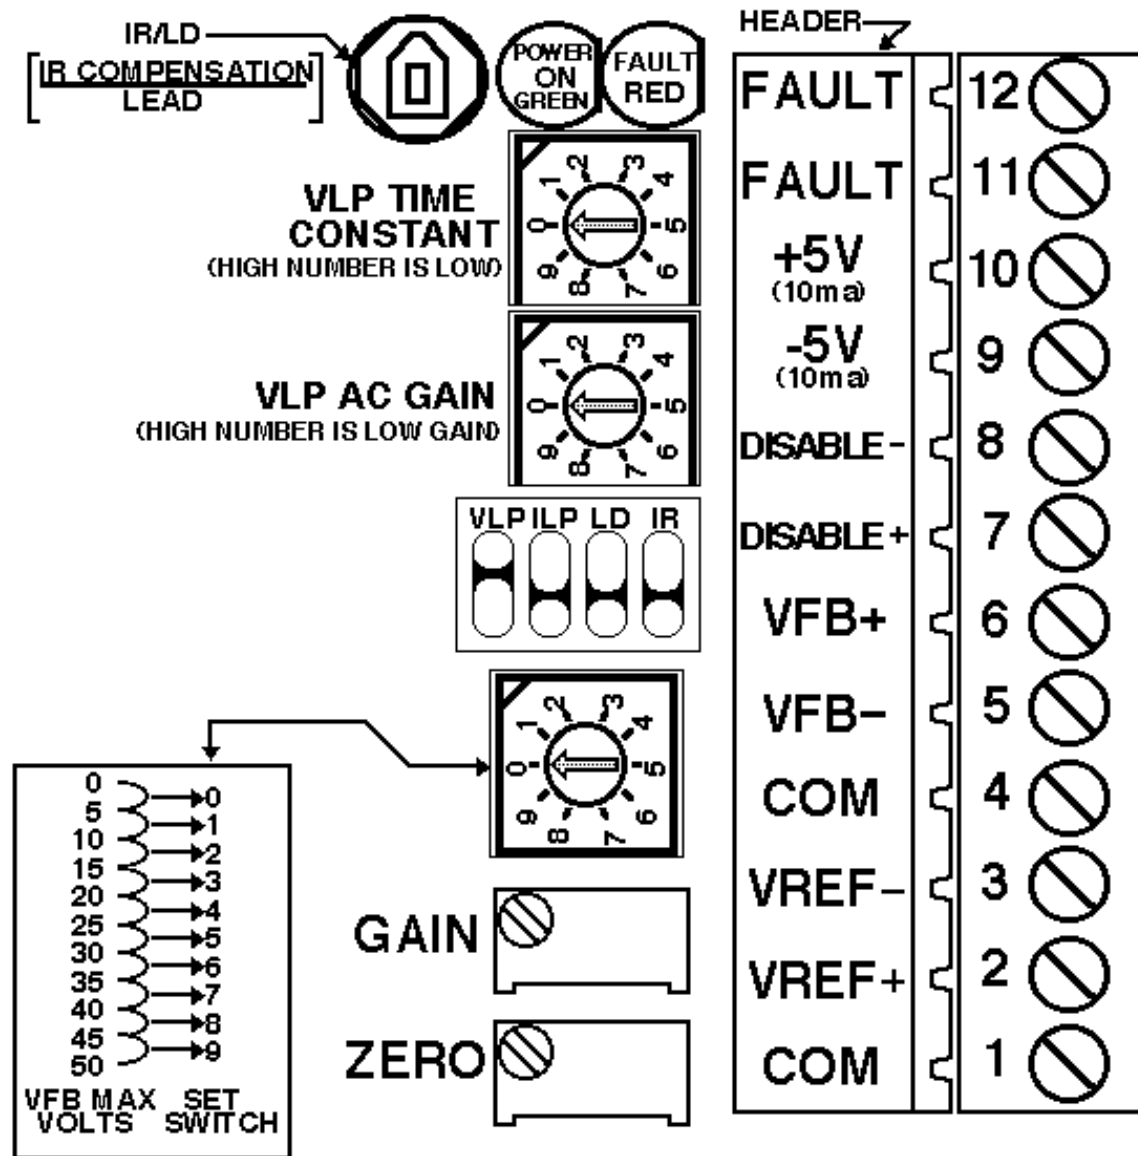 IR/LD
IR COMPENSATION
LEAD
POWER
ON
GREEN
FAULT
RED
VLP TIME
CONSTANT
(HIGH NUMBER IS LOW)
0 1 2 3 4 5 6 7 8 9
VLP AC GAIN
(HIGH NUMBER IS LOW GAIN)
0 1 2 3 4 5 6 7 8 9
VLP ILP LD IR
0 1 2 3 4 5 6 7 8 9
0
5 0
10 1
15 2
20 3
25 4
30 5
35 6
40 7
45 8
50 9
VFB MAX SET
VOLTS SWITCH
GAIN
ZERO
HEADER
FAULT 12
FAULT 11
+5V 10
(10ma)
-5V 9
(10ma)
DISABLE- 8
DISABLE+ 7
VFB+ 6
VFB- 5
COM 4
VREF- 3
VREF+ 2
COM 1